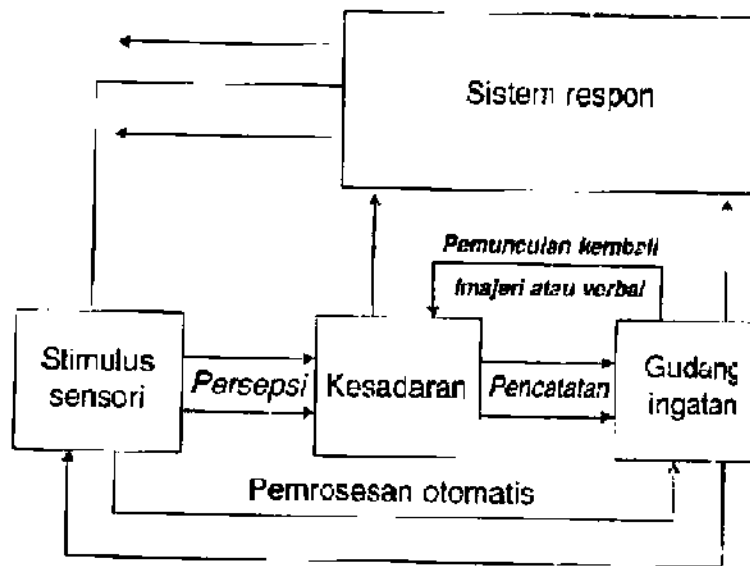 Sistem respon
Pemunculan kembali
Imajeri atau verbal
Stimulus
sensori
Persepsi
Kesadaran
Pencatatan
Gudang
ingatan
Pemrosesan otomatis